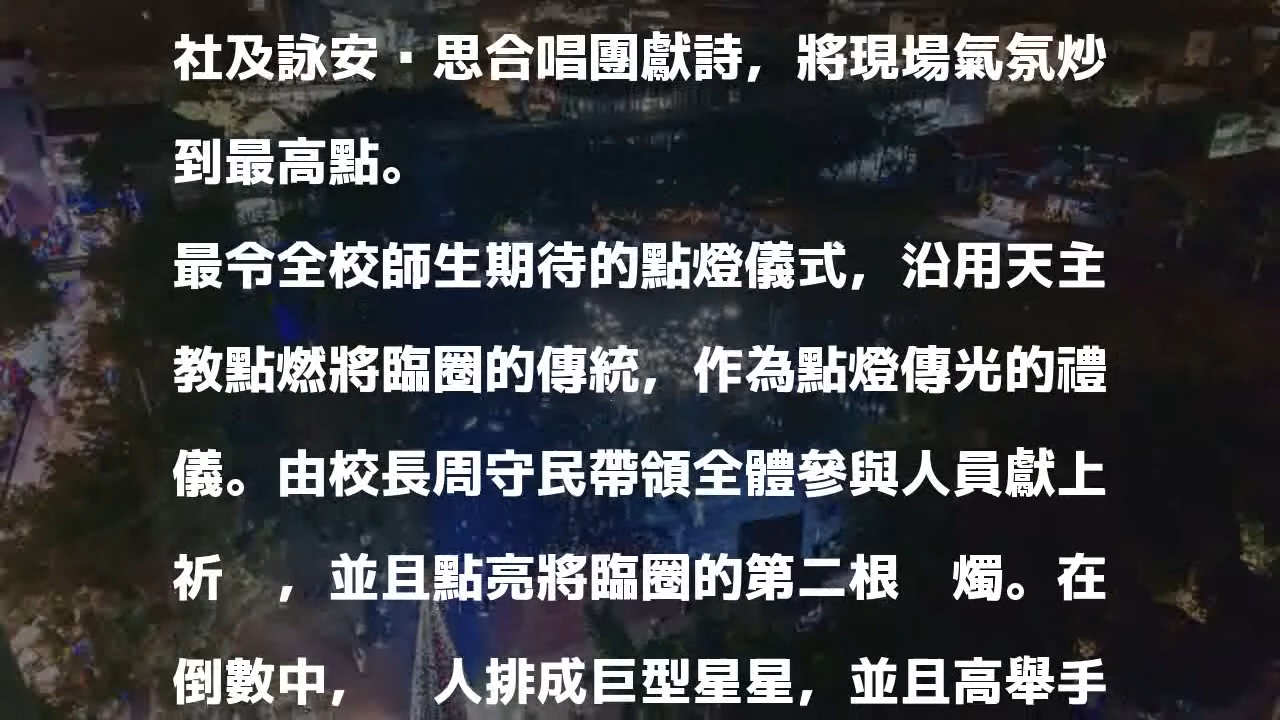 社及詠安·思合唱團獻詩，將現場氣氛炒
到最高點。
最令全校師生期待的點燈儀式，沿用天主
教點燃將臨圈的傳統，作為點燈傳光的禮
儀。由校長周守民帶領全體參與人員獻上
祈　，並且點亮將臨圈的第二根　燭。在
倒數中，　人排成巨型星星，並且高舉手